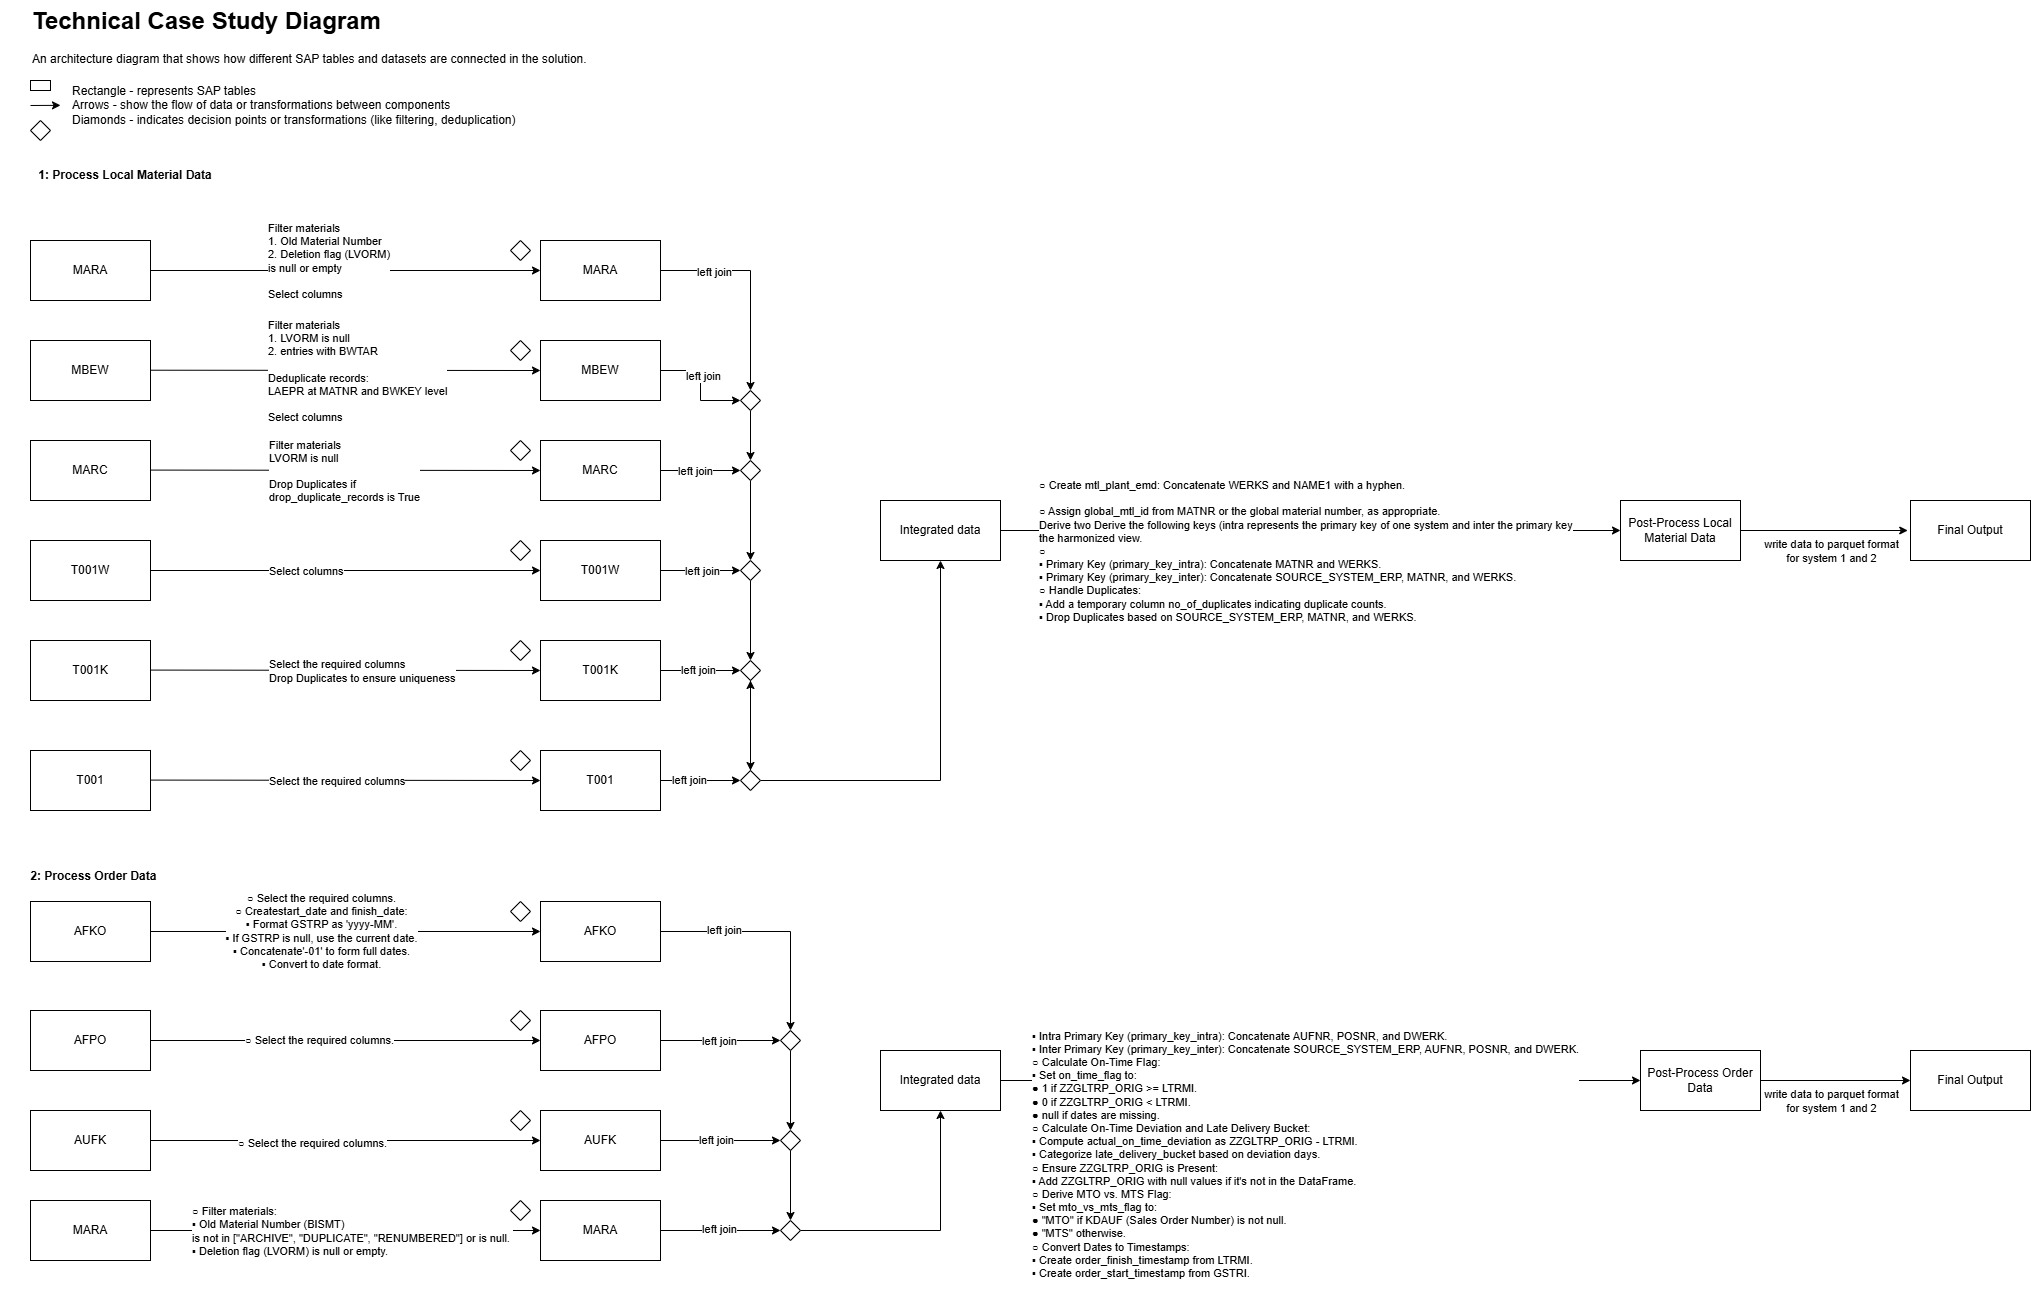 Technical Case Study Diagram
An architecture diagram that shows how different SAP tables and datasets are connected in the solution.
Rectangle - represents SAP tables
Arrows - show the flow of data or transformations between components
Diamonds - indicates decision points or transformations (like filtering, deduplication)
1: Process Local Material Data
MARA
Filter materials
1. Old Material Number
2. Deletion flag (LVORM)
is null or empty
Select columns
MARA
left join
MBEW
Filter materials
1. LVORM is null
2. entries with BWTAR
Deduplicate records:
LAEPR at MATNR and BWKEY level
Select columns
MBEW
left join
MARC
Filter materials
LVORM is null
Drop Duplicates if
drop_duplicate_records is True
MARC
left join
T001W
Select columns
T001W
left join
T001K
Select the required columns
Drop Duplicates to ensure uniqueness
T001K
left join
T001
Select the required columns
T001
left join
Integrated data
○ Create mtl_plant_emd: Concatenate WERKS and NAME1 with a hyphen.
○ Assign global_mtl_id from MATNR or the global material number, as appropriate.
Derive two Derive the following keys (intra represents the primary key of one system and inter the primary key
the harmonized view.
○
▪ Primary Key (primary_key_intra): Concatenate MATNR and WERKS.
▪ Primary Key (primary_key_inter): Concatenate SOURCE_SYSTEM_ERP, MATNR, and WERKS.
○ Handle Duplicates:
▪ Add a temporary column no_of_duplicates indicating duplicate counts.
▪ Drop Duplicates based on SOURCE_SYSTEM_ERP, MATNR, and WERKS.
Post-Process Local
Material Data
write data to parquet format
for system 1 and 2
Final Output
2: Process Order Data
AFKO
○ Select the required columns.
○ Createstart_date and finish_date:
▪ Format GSTRP as 'yyyy-MM'.
▪ If GSTRP is null, use the current date.
▪ Concatenate'-01' to form full dates.
▪ Convert to date format.
AFKO
left join
AFPO
○ Select the required columns.
AFPO
left join
AUFK
○ Select the required columns.
AUFK
left join
MARA
○ Filter materials:
▪ Old Material Number (BISMT)
is not in ["ARCHIVE", "DUPLICATE", "RENUMBERED"] or is null.
▪ Deletion flag (LVORM) is null or empty.
MARA
left join
Integrated data
▪ Intra Primary Key (primary_key_intra): Concatenate AUFNR, POSNR, and DWERK.
▪ Inter Primary Key (primary_key_inter): Concatenate SOURCE_SYSTEM_ERP, AUFNR, POSNR, and DWERK.
○ Calculate On-Time Flag:
▪ Set on_time_flag to:
● 1 if ZZGLTRP_ORIG >= LTRMI.
● 0 if ZZGLTRP_ORIG < LTRMI.
● null if dates are missing.
○ Calculate On-Time Deviation and Late Delivery Bucket:
▪ Compute actual_on_time_deviation as ZZGLTRP_ORIG - LTRMI.
▪ Categorize late_delivery_bucket based on deviation days.
○ Ensure ZZGLTRP_ORIG is Present:
▪ Add ZZGLTRP_ORIG with null values if it's not in the DataFrame.
○ Derive MTO vs. MTS Flag:
▪ Set mto_vs_mts_flag to:
● "MTO" if KDAUF (Sales Order Number) is not null.
● "MTS" otherwise.
○ Convert Dates to Timestamps:
▪ Create order_finish_timestamp from LTRMI.
▪ Create order_start_timestamp from GSTRI.
Post-Process Order
Data
write data to parquet format
for system 1 and 2
Final Output